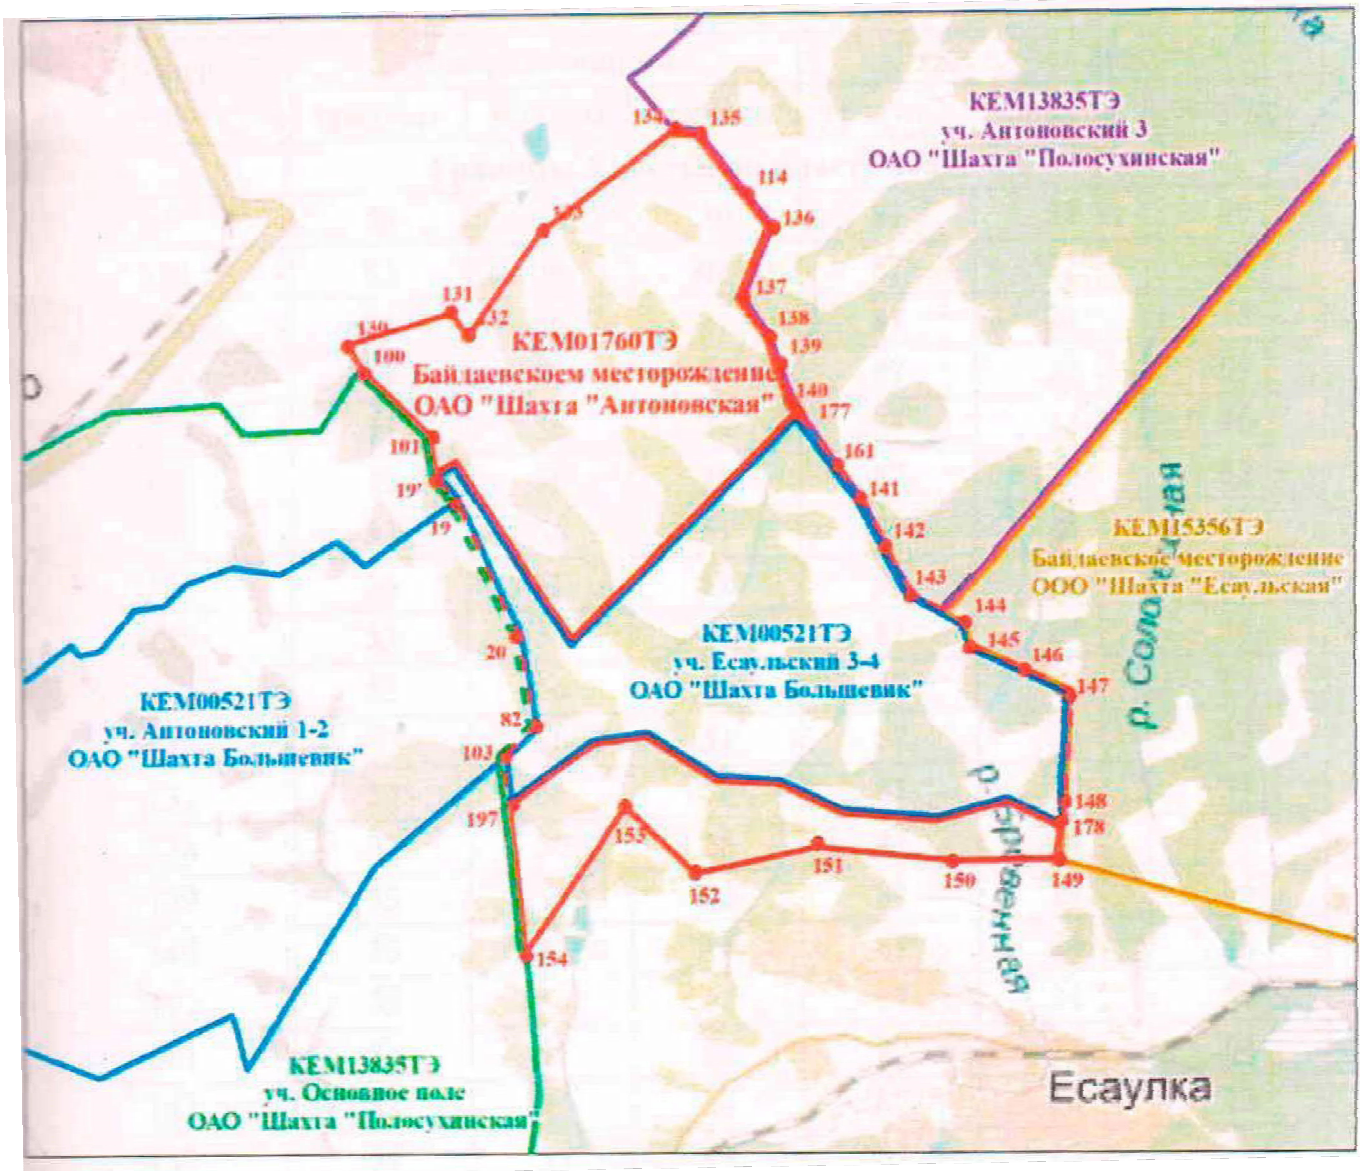 КЕМ13835ТЭ
уч. Антоновский 3
ОАО "Шахта "Полосухинская"
134
135
114
136
137
138
139
140
177
131
132
130
100
133
КЕМ01760ТЭ
Байдаевскоем месторождение
ОАО "Шахта "Антоновская"
101
19'
19
161
141
142
143
144
145
146
147
КЕМ15356ТЭ
Байдаевское месторождение
ООО "Шахта "Есаульская"
р. Соло
ная
КЕМ00521ТЭ
уч. Есаульский 3-4
ОАО "Шахта Большевик"
20
82
103
197
КЕМ00521ТЭ
уч. Антоновский 1-2
ОАО "Шахта Большевик"
148
178
149
150
151
152
153
154
р.
венная
КЕМ13835ТЭ
уч. Основное поле
ОАО "Шахта "Полосухинская"
Есаулка